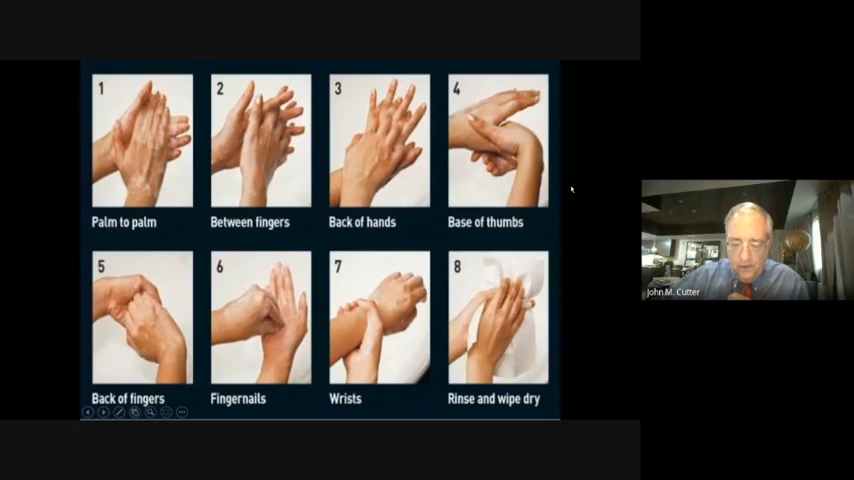 1
2
3
4
Palm to palm
Between fingers
Back of hands
Base of thumbs
5
6
7
8
Back of fingers
Fingernails
Wrists
Rinse and wipe dry
John M. Cutter